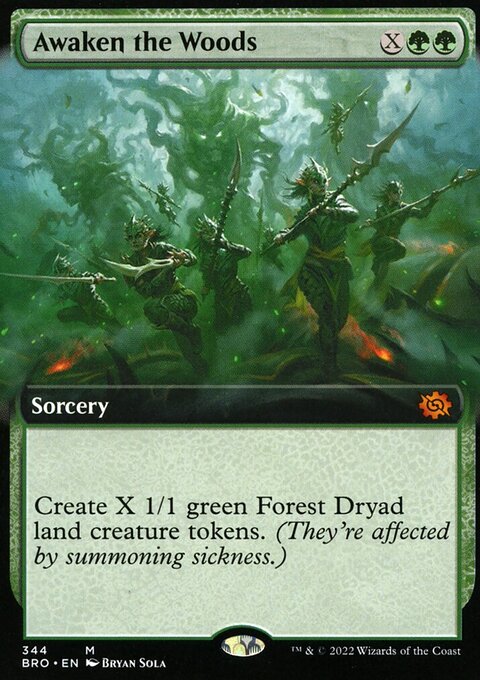 Awaken the Woods X
Sorcery
Create X 1/1 green Forest Dryad
land creature tokens. (They're affected
by summoning sickness.)
344 M
BRO • EN Bryan Sola ™ & © 2022 Wizards of the Coast